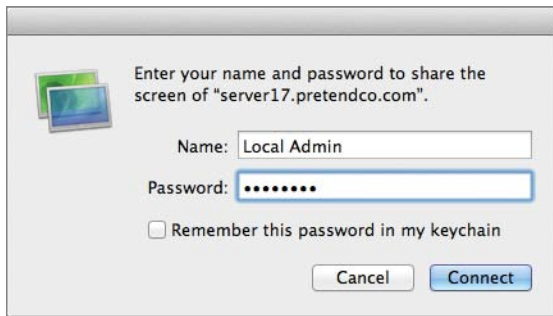 Enter your name and password to share the
screen of “server17.pretendco.com”.
Name: Local Admin
Password: ••••••••
Remember this password in my keychain
Cancel Connect